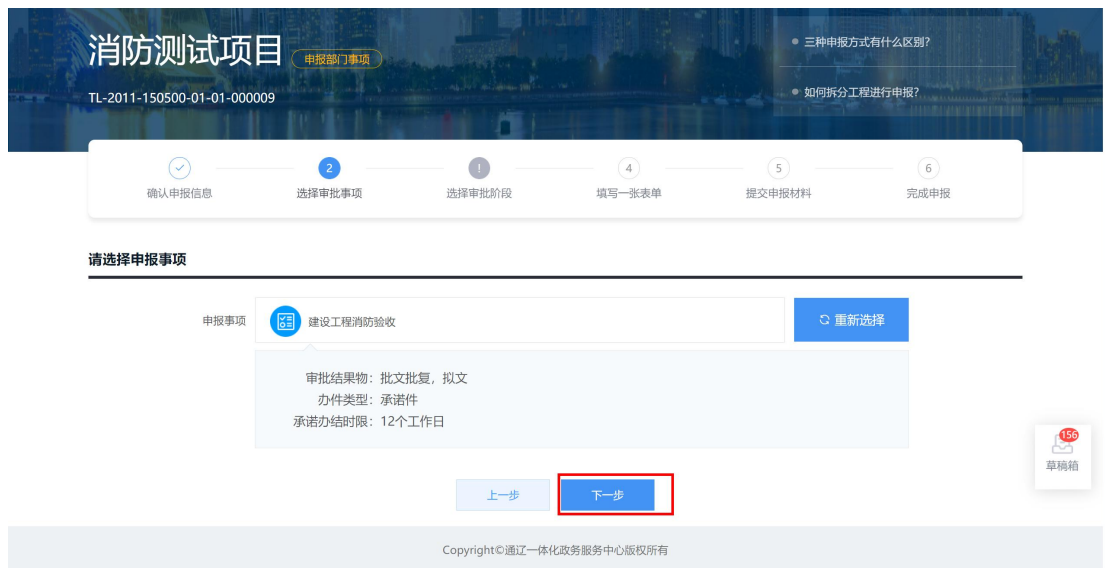 消防测试项目 申报部门事项
TL-2011-150500-01-01-000009
三种申报方式有什么区别?
如何拆分工程进行申报?
2 ! 4 5 6
确认申报信息 选择审批事项 选择审批阶段 填写一张表单 提交申报材料 完成申报
请选择申报事项
申报事项 建设工程消防验收 重新选择
审批结果物：批文批复，拟文
办件类型：承诺件
承诺办结时限：12个工作日
156
草稿箱
上一步 下一步
Copyright©通辽一体化政务服务中心版权所有